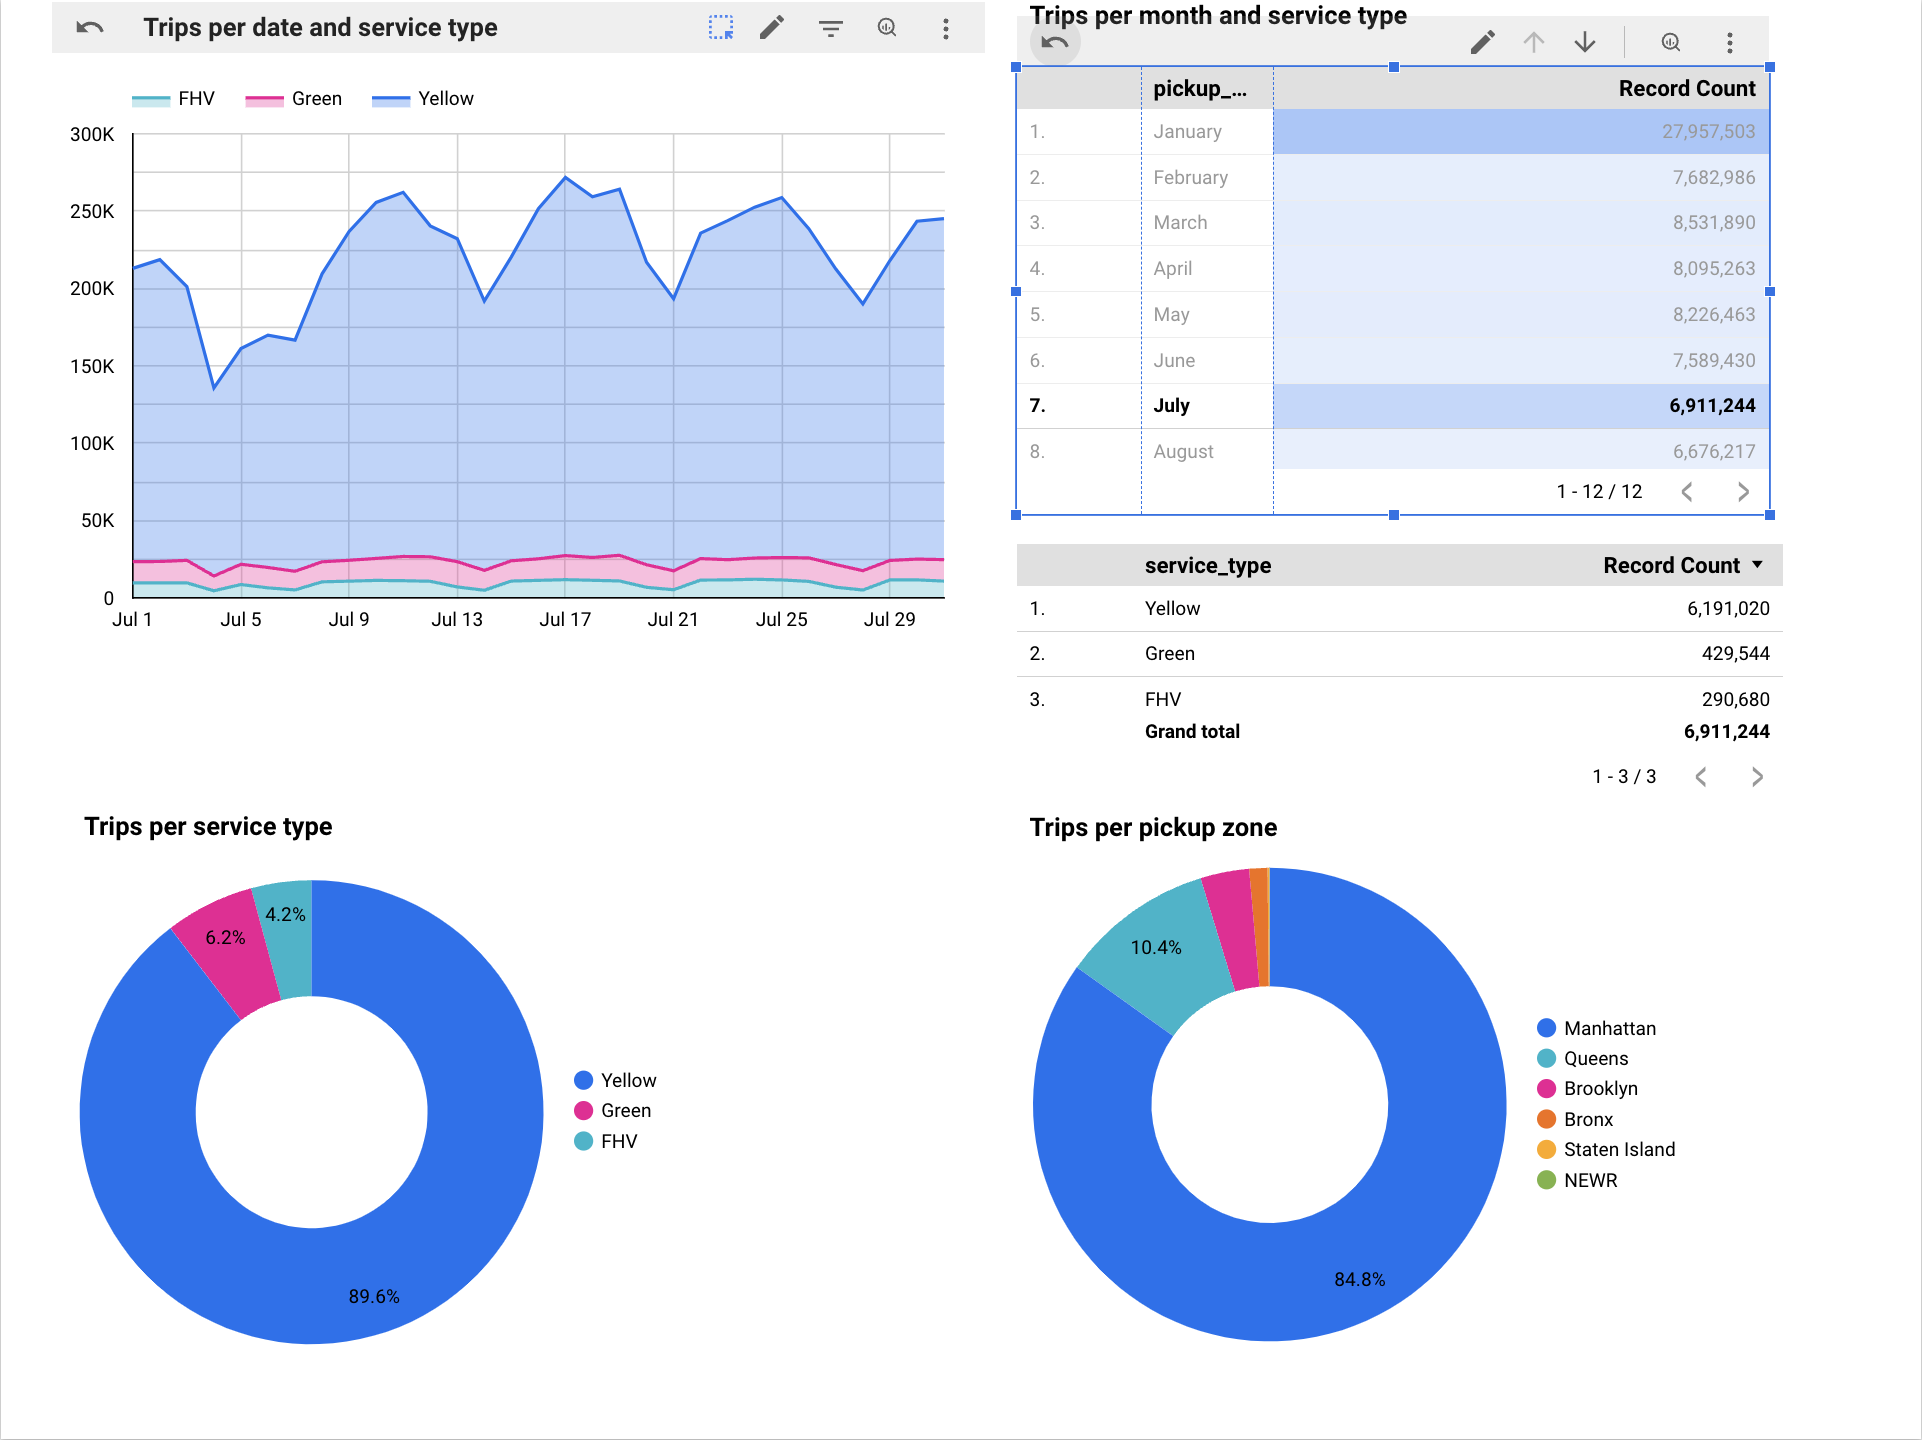 Trips per date and service type
FHV Green Yellow
300K
250K
200K
150K
100K
50K
0
Jul 1 Jul 5 Jul 9 Jul 13 Jul 17 Jul 21 Jul 25 Jul 29
Trips per month and service type
pickup_... Record Count
1. January 27,957,503
2. February 7,682,986
3. March 8,531,890
4. April 8,095,263
5. May 8,226,463
6. June 7,589,430
7. July 6,911,244
8. August 6,676,217
1 - 12 / 12
service_type Record Count
1. Yellow 6,191,020
2. Green 429,544
3. FHV 290,680
Grand total 6,911,244
1 - 3 / 3
Trips per service type
4.2%
6.2%
89.6%
Yellow
Green
FHV
Trips per pickup zone
10.4%
84.8%
Manhattan
Queens
Brooklyn
Bronx
Staten Island
NEWR